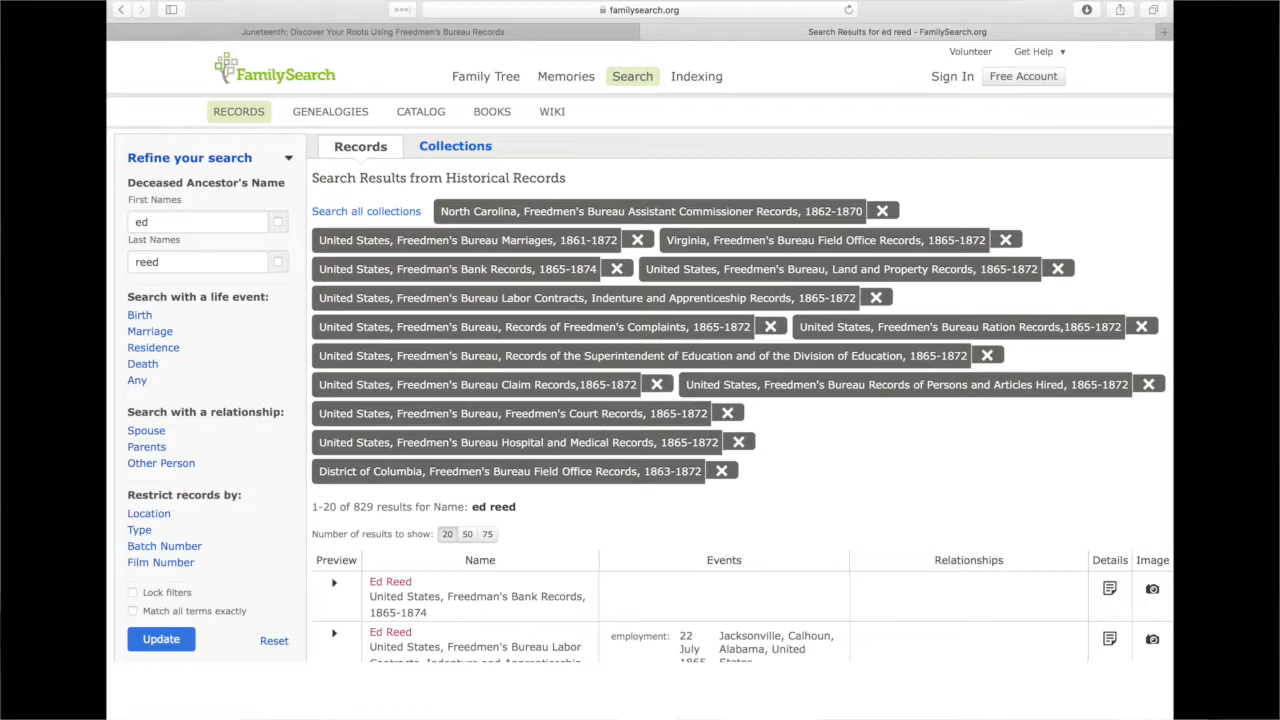 familysearch.org
Juneteenth: Discover Your Roots Using Freedmen's Bureau Records
Search Results for ed reed - FamilySearch.org
Volunteer Get Help
FamilySearch
Family Tree Memories Search Indexing
Sign In Free Account
RECORDS GENEALOGIES CATALOG BOOKS WIKI
Refine your search
Deceased Ancestor's Name
First Names
ed
Last Names
reed
Search with a life event:
Birth
Marriage
Residence
Death
Any
Search with a relationship:
Spouse
Parents
Other Person
Restrict records by:
Location
Type
Batch Number
Film Number
Lock filters
Match all terms exactly
Update Reset
Records Collections
Search Results from Historical Records
Search all collections North Carolina, Freedmen's Bureau Assistant Commissioner Records, 1862-1870
United States, Freedmen's Bureau Marriages, 1861-1872 Virginia, Freedmen's Bureau Field Office Records, 1865-1872
United States, Freedman's Bank Records, 1865-1874 United States, Freedmen's Bureau, Land and Property Records, 1865-1872
United States, Freedmen's Bureau Labor Contracts, Indenture and Apprenticeship Records, 1865-1872
United States, Freedmen's Bureau, Records of Freedmen's Complaints, 1865-1872 United States, Freedmen's Bureau Ration Records,1865-1872
United States, Freedmen's Bureau, Records of the Superintendent of Education and of the Division of Education, 1865-1872
United States, Freedmen's Bureau Claim Records,1865-1872 United States, Freedmen's Bureau Records of Persons and Articles Hired, 1865-1872
United States, Freedmen's Bureau, Freedmen's Court Records, 1865-1872
United States, Freedmen's Bureau Hospital and Medical Records, 1865-1872
District of Columbia, Freedmen's Bureau Field Office Records, 1863-1872
1-20 of 829 results for Name: ed reed
Number of results to show: 20 50 75
Preview Name Events Relationships Details Image
Ed Reed
United States, Freedman's Bank Records,
1865-1874
Ed Reed
United States, Freedmen's Bureau Labor
Contracts, Indenture and Apprenticeship
employment: 22 Jacksonville, Calhoun,
July Alabama, United
1865 States